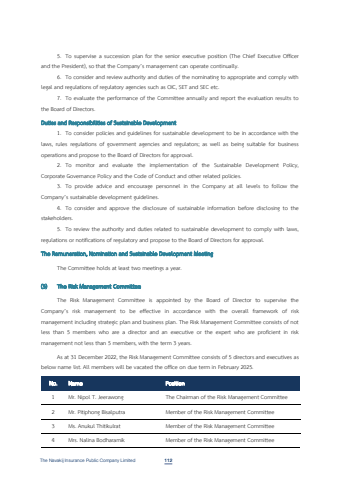 5. To supervise a succession plan for the senior executive position (The Chief Executive Officer
and the President), so that the Company's management can operate continually.
6. To consider and review authority and duties of the nominating to appropriate and comply with
legal and regulations of regulatory agencies such as OIC, SET and SEC etc.
7. To evaluate the performance of the Committee annually and report the evaluation results to
the Board of Directors.
Duties and Responsibilities of Sustainable Development
1. To consider policies and guidelines for sustainable development to be in accordance with the
laws, rules regulations of government agencies and regulators; as well as being suitable for business
operations and propose to the Board of Directors for approval.
2. To monitor and evaluate the implementation of the Sustainable Development Policy,
Corporate Governance Policy and the Code of Conduct and other related policies.
3. To provide advice and encourage personnel in the Company at all levels to follow the
Company's sustainable development guidelines.
4. To consider and approve the disclosure of sustainable information before disclosing to the
stakeholders.
5. To review the authority and duties related to sustainable development to comply with laws,
regulations or notifications of regulatory and propose to the Board of Directors for approval.
The Remuneration, Nomination and Sustainable Development Meeting
The Committee holds at least two meetings a year.
(3) The Risk Management Committee
The Risk Management Committee is appointed by the Board of Director to supervise the
Company's risk management to be effective in accordance with the overall framework of risk
management including strategic plan and business plan. The Risk Management Committee consists of not
less than 3 members who are a director and an executive or the expert who are proficient in risk
management not less than 3 members, with the term 3 years.
As at 31 December 2022, the Risk Management Committee consists of 5 directors and executives as
below name list. All members will be vacated the office on due term in February 2025.
No. Name Position
1 Mr. Nipol T. Jeerawong The Chairman of the Risk Management Committee
2 Mr. Pitiphong Bisalputra Member of the Risk Management Committee
3 Ms. Anukul Thitikulrat Member of the Risk Management Committee
4 Mrs. Nalina Bodharamik Member of the Risk Management Committee
The Navakij Insurance Public Company Limited 112